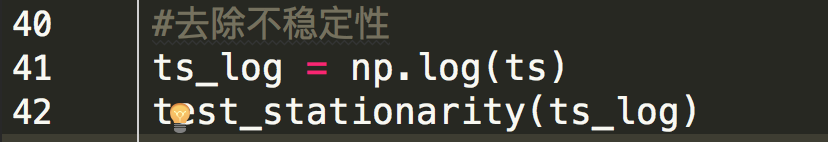 40 #去除不稳定性
41 ts_log = np.log(ts)
42 test_stationarity(ts_log)